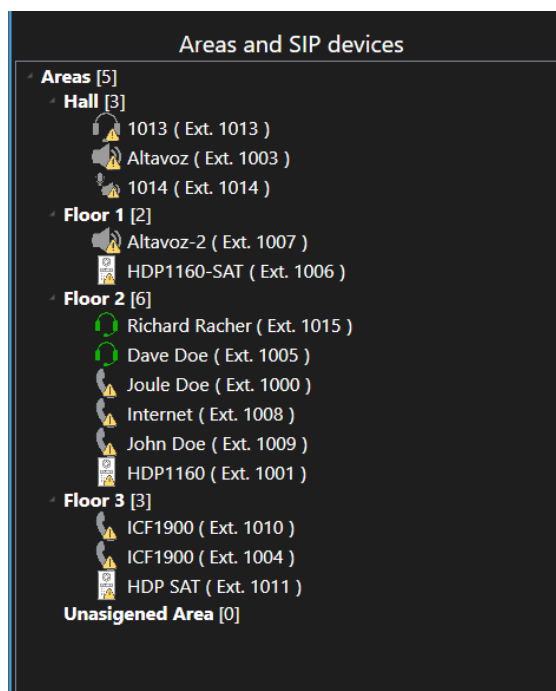 Areas and SIP devices
Areas [5]
Hall [3]
1013 ( Ext. 1013 )
Altavoz ( Ext. 1003 )
1014 ( Ext. 1014 )
Floor 1 [2]
Altavoz-2 ( Ext. 1007 )
HDP1160-SAT ( Ext. 1006 )
Floor 2 [6]
Richard Racher ( Ext. 1015 )
Dave Doe ( Ext. 1005 )
Joule Doe ( Ext. 1000 )
Internet ( Ext. 1008 )
John Doe ( Ext. 1009 )
HDP1160 ( Ext. 1001 )
Floor 3 [3]
ICF1900 ( Ext. 1010 )
ICF1900 ( Ext. 1004 )
HDP SAT ( Ext. 1011 )
Unasigened Area [0]